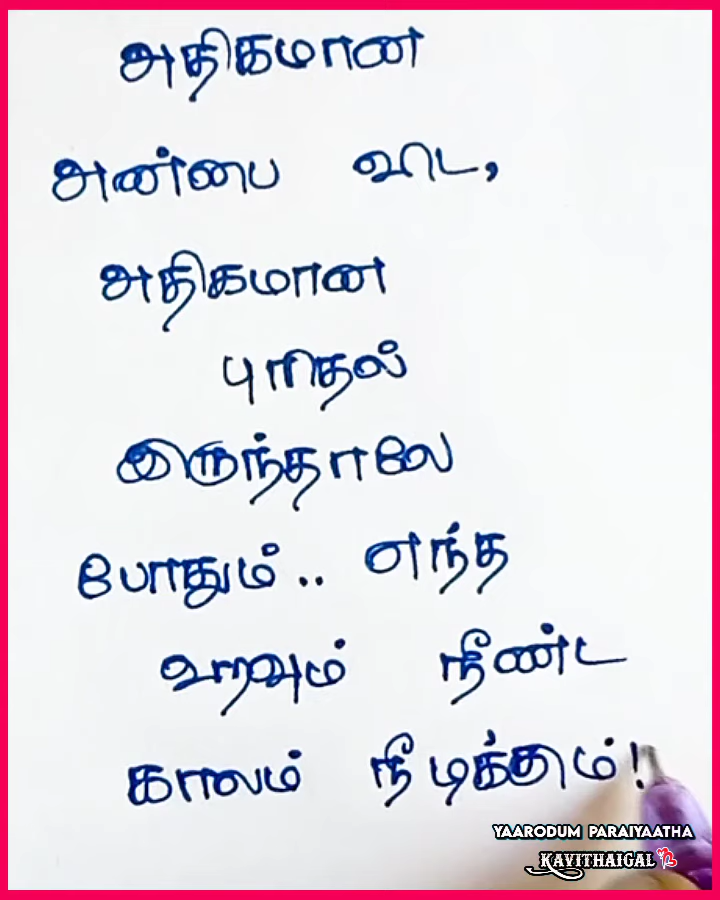 அதிகமான
அன்பை விட,
அதிகமான
புரிதல்
இருந்தாலே
போதும்.. எந்த
உறவும் நீண்ட
காலம் நீடிக்கும்!
YAARODUM PARAIYAATHA
KAVITHAIGAL